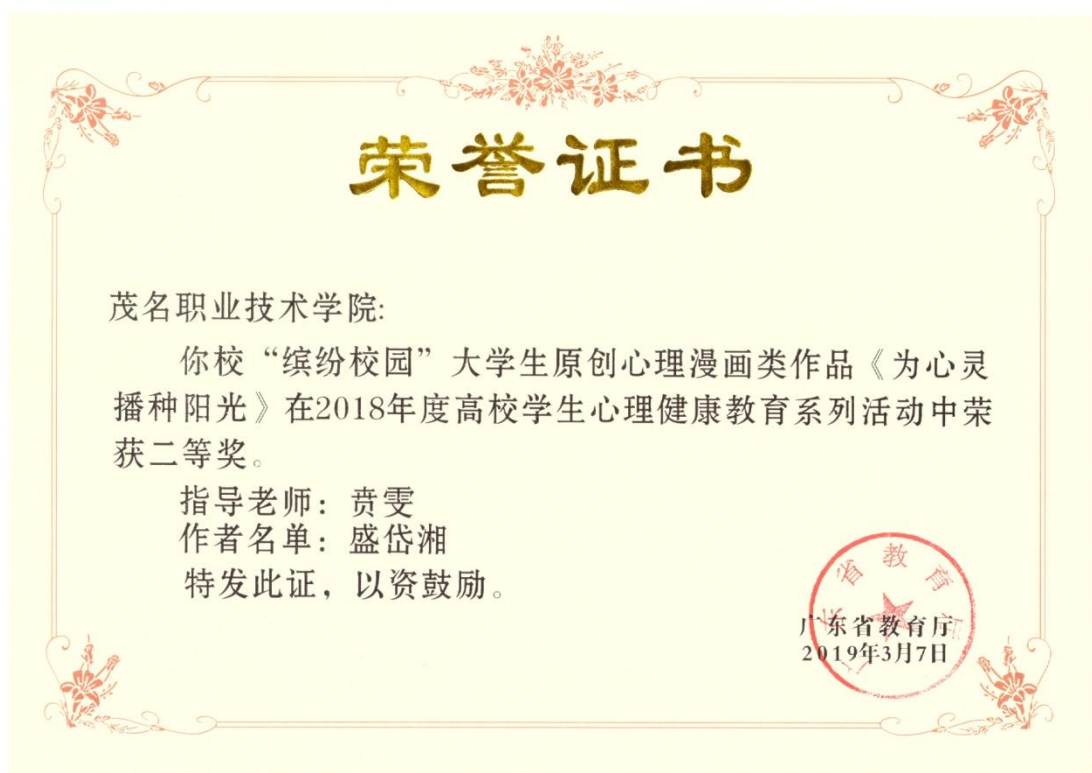 荣誉证书
茂名职业技术学院:
你校“缤纷校园”大学生原创心理漫画类作品《为心灵
播种阳光》在2018年度高校学生心理健康教育系列活动中荣
获二等奖。
指导老师：贲雯
作者名单：盛岱湘
特发此证，以资鼓励。
广东省教育厅
广东省教育厅
2019年3月7日